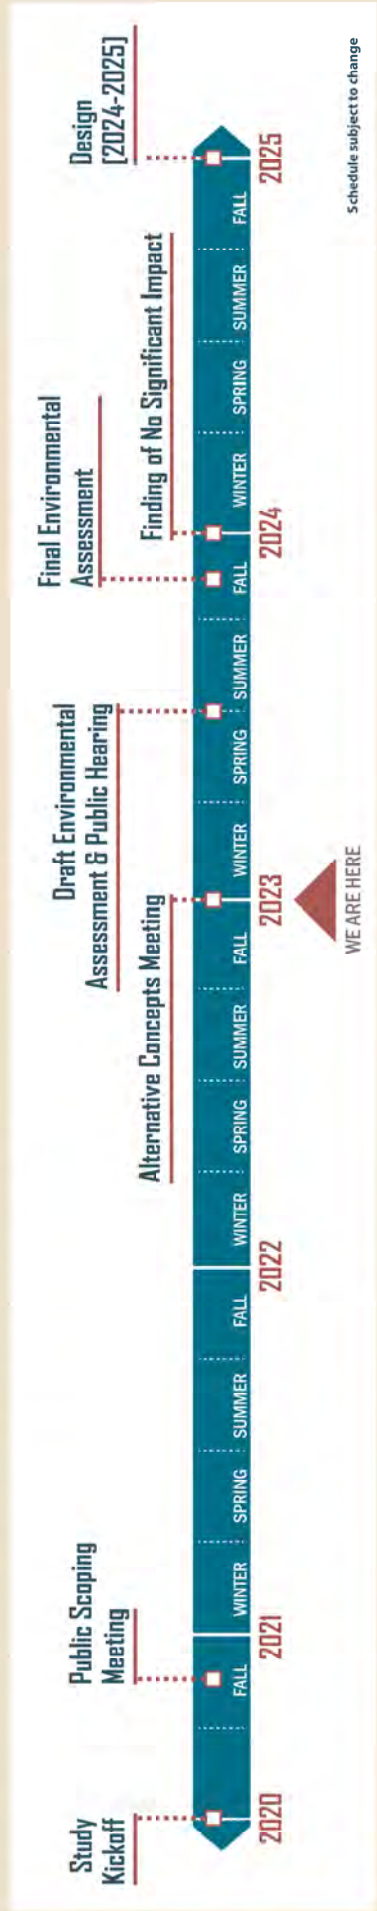 Study
Kickoff
Public Scoping
Meeting
Alternative Concepts Meeting
Draft Environmental
Assessment & Public Hearing
Final Environmental
Assessment
Finding of No Significant Impact
Design
(2024-2025)
FALL
WINTER
SPRING
SUMMER
FALL
WINTER
SPRING
SUMMER
FALL
WINTER
SPRING
SUMMER
FALL
WINTER
SPRING
SUMMER
FALL
2020
2021
2022
2023
2024
2025
WE ARE HERE
Schedule subject to change